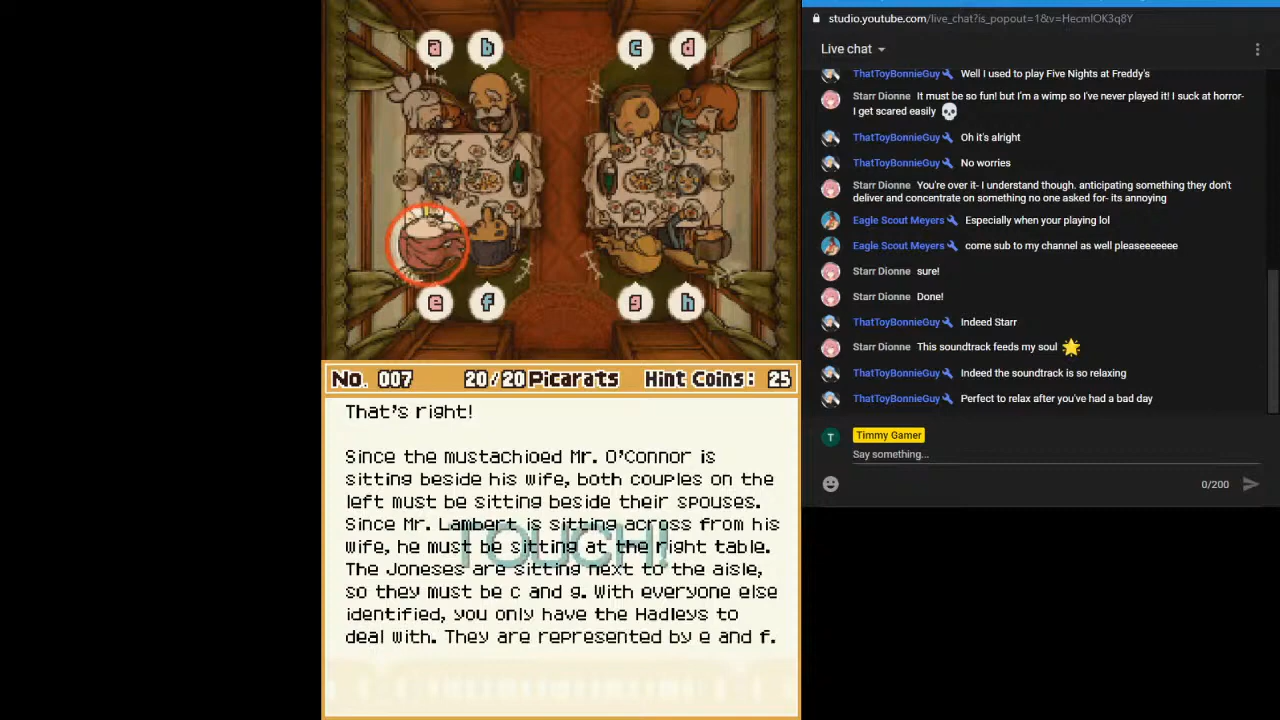 a b c d
e f g h
No. 007 20/20 Picarats Hint Coins: 25
That's right!
Since the mustachioed Mr. O'Connor is
sitting beside his wife, both couples on the
left must be sitting beside their spouses.
Since Mr. Lambert is sitting across from his
wife, he must be sitting at the right table.
The Joneses are sitting next to the aisle,
so they must be c and g. With everyone else
identified, you only have the Hadleys to
deal with. They are represented by e and f.
TOUCH!
studio.youtube.com/live_chat?is_popout=1&v=HecmlOK3q8Y
Live chat
ThatToyBonnieGuy Well I used to play Five Nights at Freddy's
Starr Dionne It must be so fun! but I'm a wimp so I've never played it! I suck at horror-
I get scared easily
ThatToyBonnieGuy Oh it's alright
ThatToyBonnieGuy No worries
Starr Dionne You're over it- I understand though. anticipating something they don't
deliver and concentrate on something no one asked for- its annoying
Eagle Scout Meyers Especially when your playing lol
Eagle Scout Meyers come sub to my channel as well pleaseeeeeee
Starr Dionne sure!
Starr Dionne Done!
ThatToyBonnieGuy Indeed Starr
Starr Dionne This soundtrack feeds my soul
ThatToyBonnieGuy Indeed the soundtrack is so relaxing
ThatToyBonnieGuy Perfect to relax after you've had a bad day
T Timmy Gamer
Say something...
0/200